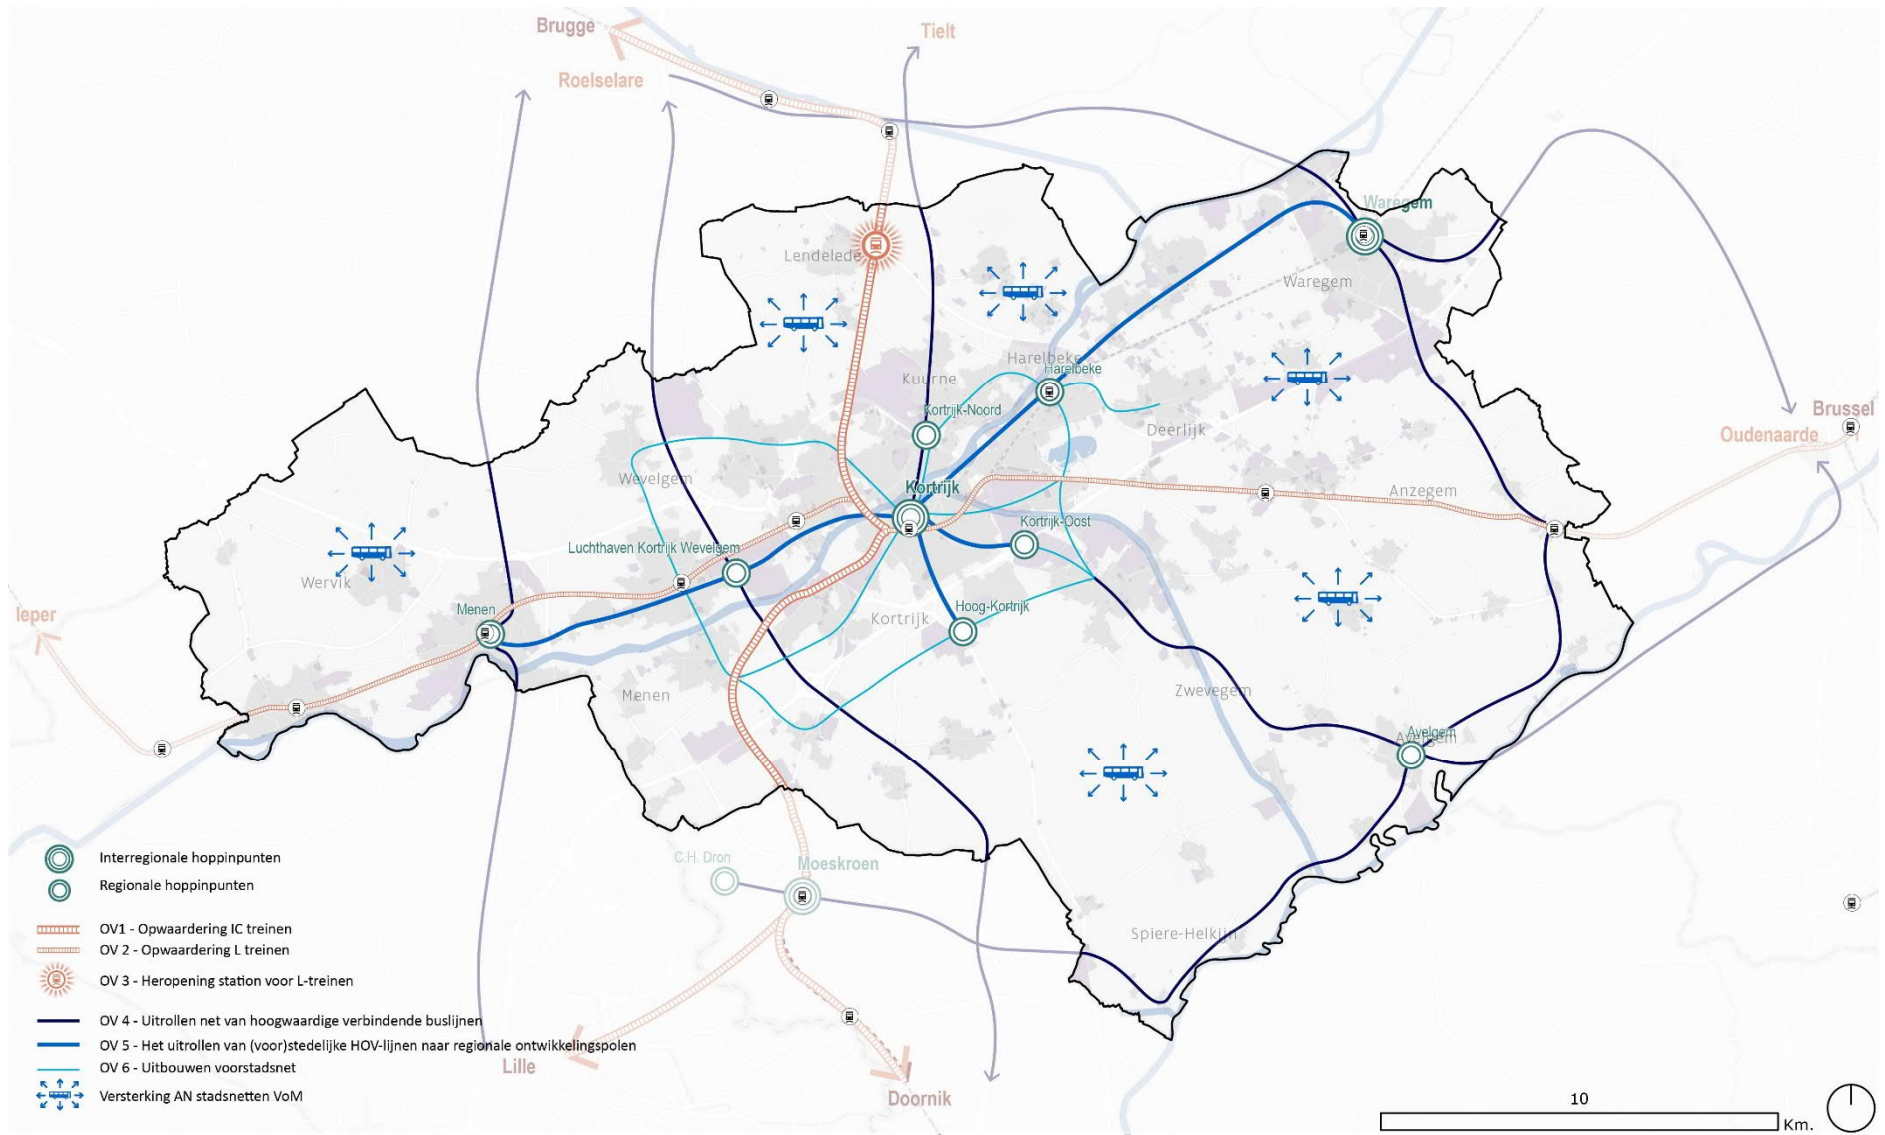 Brugge
Tielt
Roelselare
Waregem
Lendelede
Waregem
Harelbeke
Harelbeke
Kuurne
Kortrijk-Noord
Deerlijk
Brussel
Oudenaarde
Wevelgem
Kortrijk
Anzegem
Kortrijk-Oost
Luchthaven Kortrijk Wevelgem
Wervik
Menen
Hoog-Kortrijk
Ieper
Kortrijk
Menen
Zwevegem
Avelgem
Avelgem
C.H. Dron
Moeskroen
Spiere-Helkijn
Lille
Doornik
Interregionale hoppinpunten
Regionale hoppinpunten
OV1 - Opwaardering IC treinen
OV 2 - Opwaardering L treinen
OV 3 - Heropening station voor L-treinen
OV 4 - Uitrollen net van hoogwaardige verbindende buslijnen
OV 5 - Het uitrollen van (voor)stedelijke HOV-lijnen naar regionale ontwikkelingspolen
OV 6 - Uitbouwen voorstadsnet
Versterking AN stadsnetten VoM
10
Km.